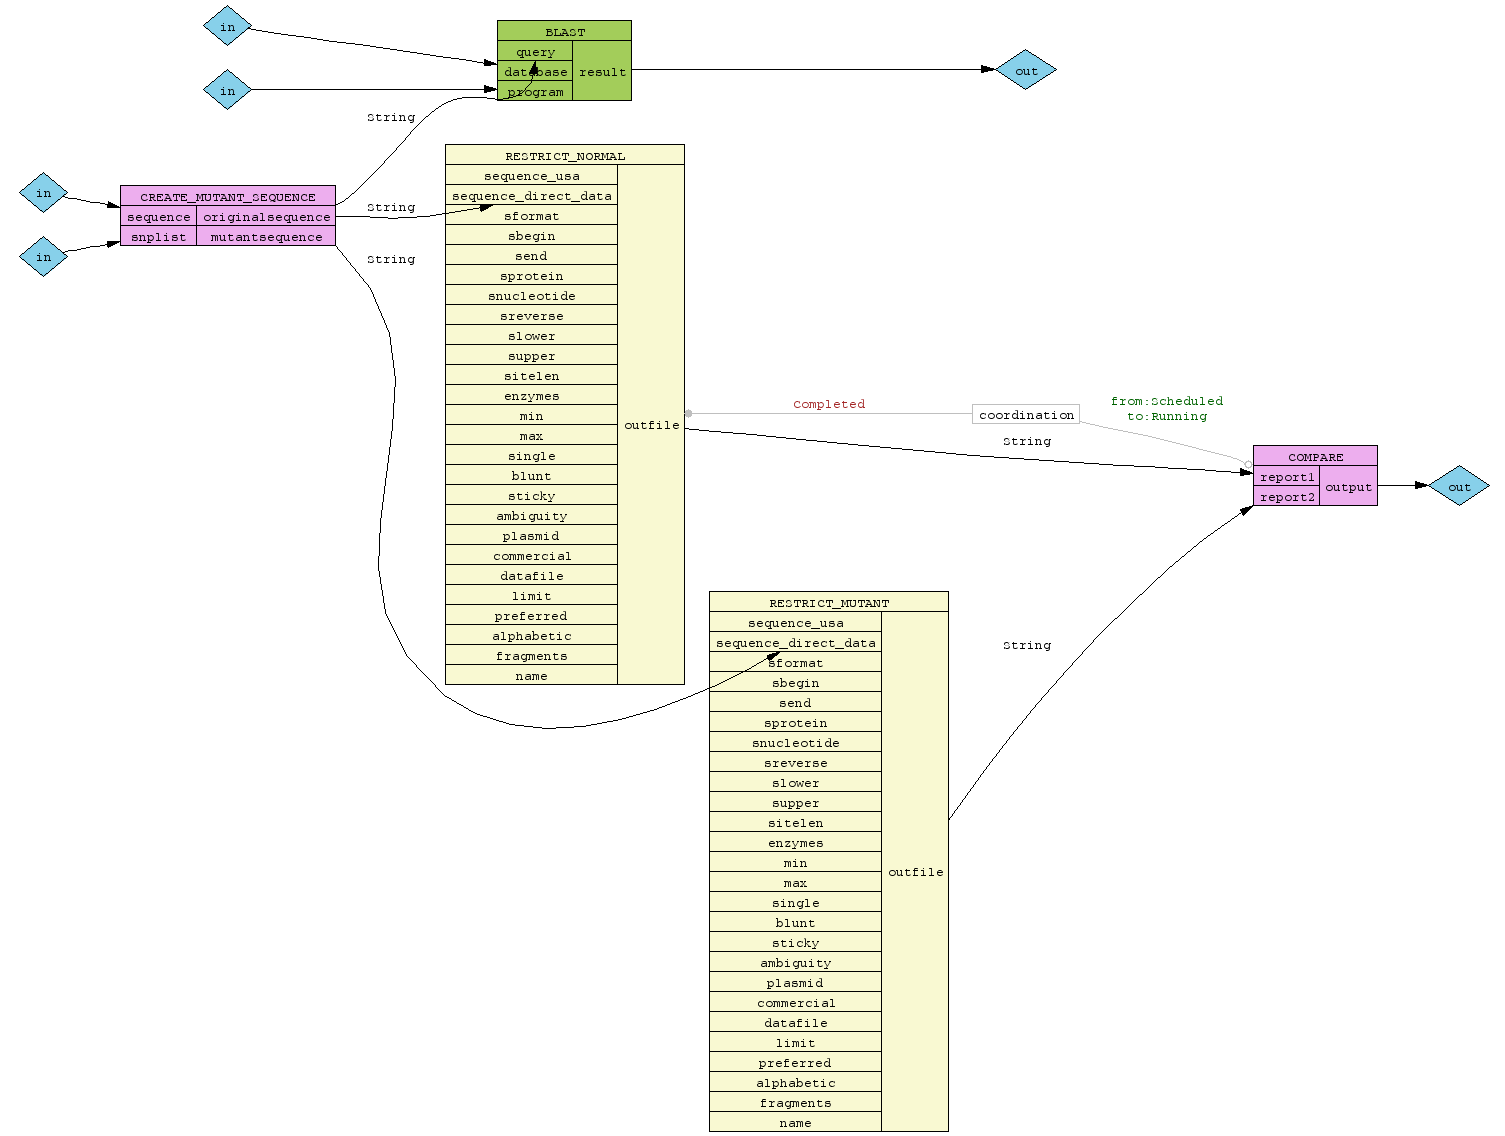 in
in
BLAST
query
database
program
result
out
String
in
in
CREATE_MUTANT_SEQUENCE
sequence
originalsequence
snplist
mutantsequence
String
String
RESTRICT_NORMAL
sequence_usa
sequence_direct_data
sformat
sbegin
send
sprotein
snucleotide
sreverse
slower
supper
sitelen
enzymes
min
max
single
blunt
sticky
ambiguity
plasmid
commercial
datafile
limit
preferred
alphabetic
fragments
name
outfile
Completed
coordination
from:Scheduled
to:Running
String
COMPARE
report1
report2
output
out
RESTRICT_MUTANT
sequence_usa
sequence_direct_data
sformat
sbegin
send
sprotein
snucleotide
sreverse
slower
supper
sitelen
enzymes
min
max
single
blunt
sticky
ambiguity
plasmid
commercial
datafile
limit
preferred
alphabetic
fragments
name
outfile
String